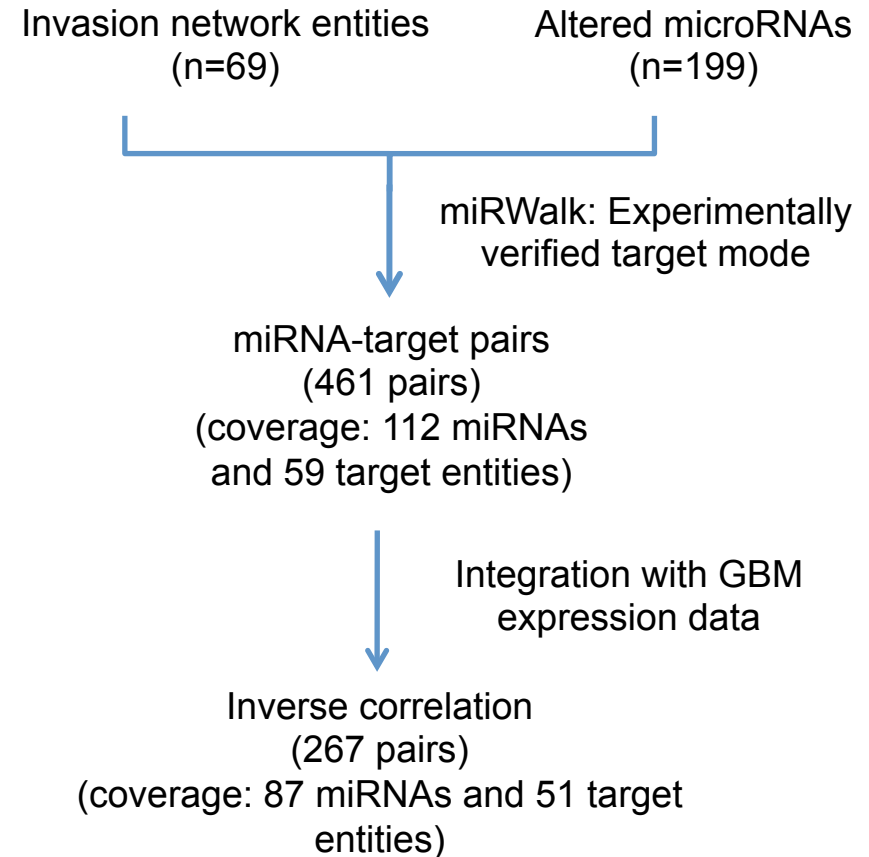 Invasion network entities
(n=69)
Altered microRNAs
(n=199)
miRWalk: Experimentally
verified target mode
miRNA-target pairs
(461 pairs)
(coverage: 112 miRNAs
and 59 target entities)
Integration with GBM
expression data
Inverse correlation
(267 pairs)
(coverage: 87 miRNAs and 51 target
entities)